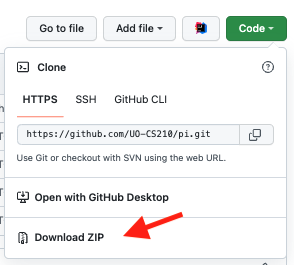 Go to file Add file Code
Clone
HTTPS SSH GitHub CLI
https://github.com/UO-CS210/pi.git
Use Git or checkout with SVN using the web URL.
Open with GitHub Desktop
Download ZIP